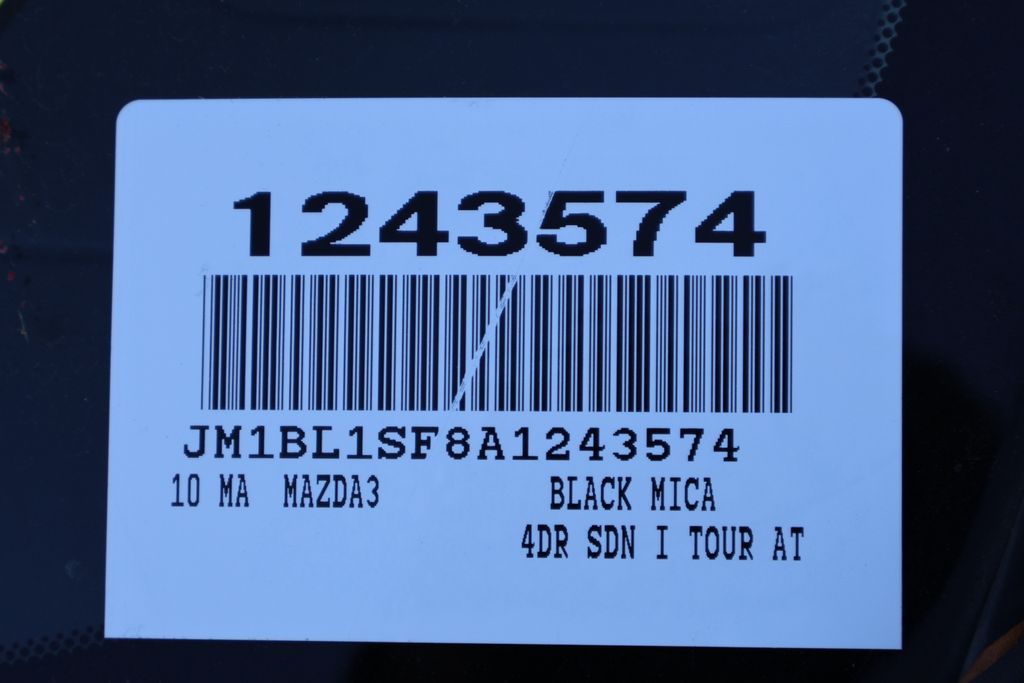 1243574
JM1BL1SF8A1243574
10 MA MAZDA3 BLACK MICA
4DR SDN I TOUR AT